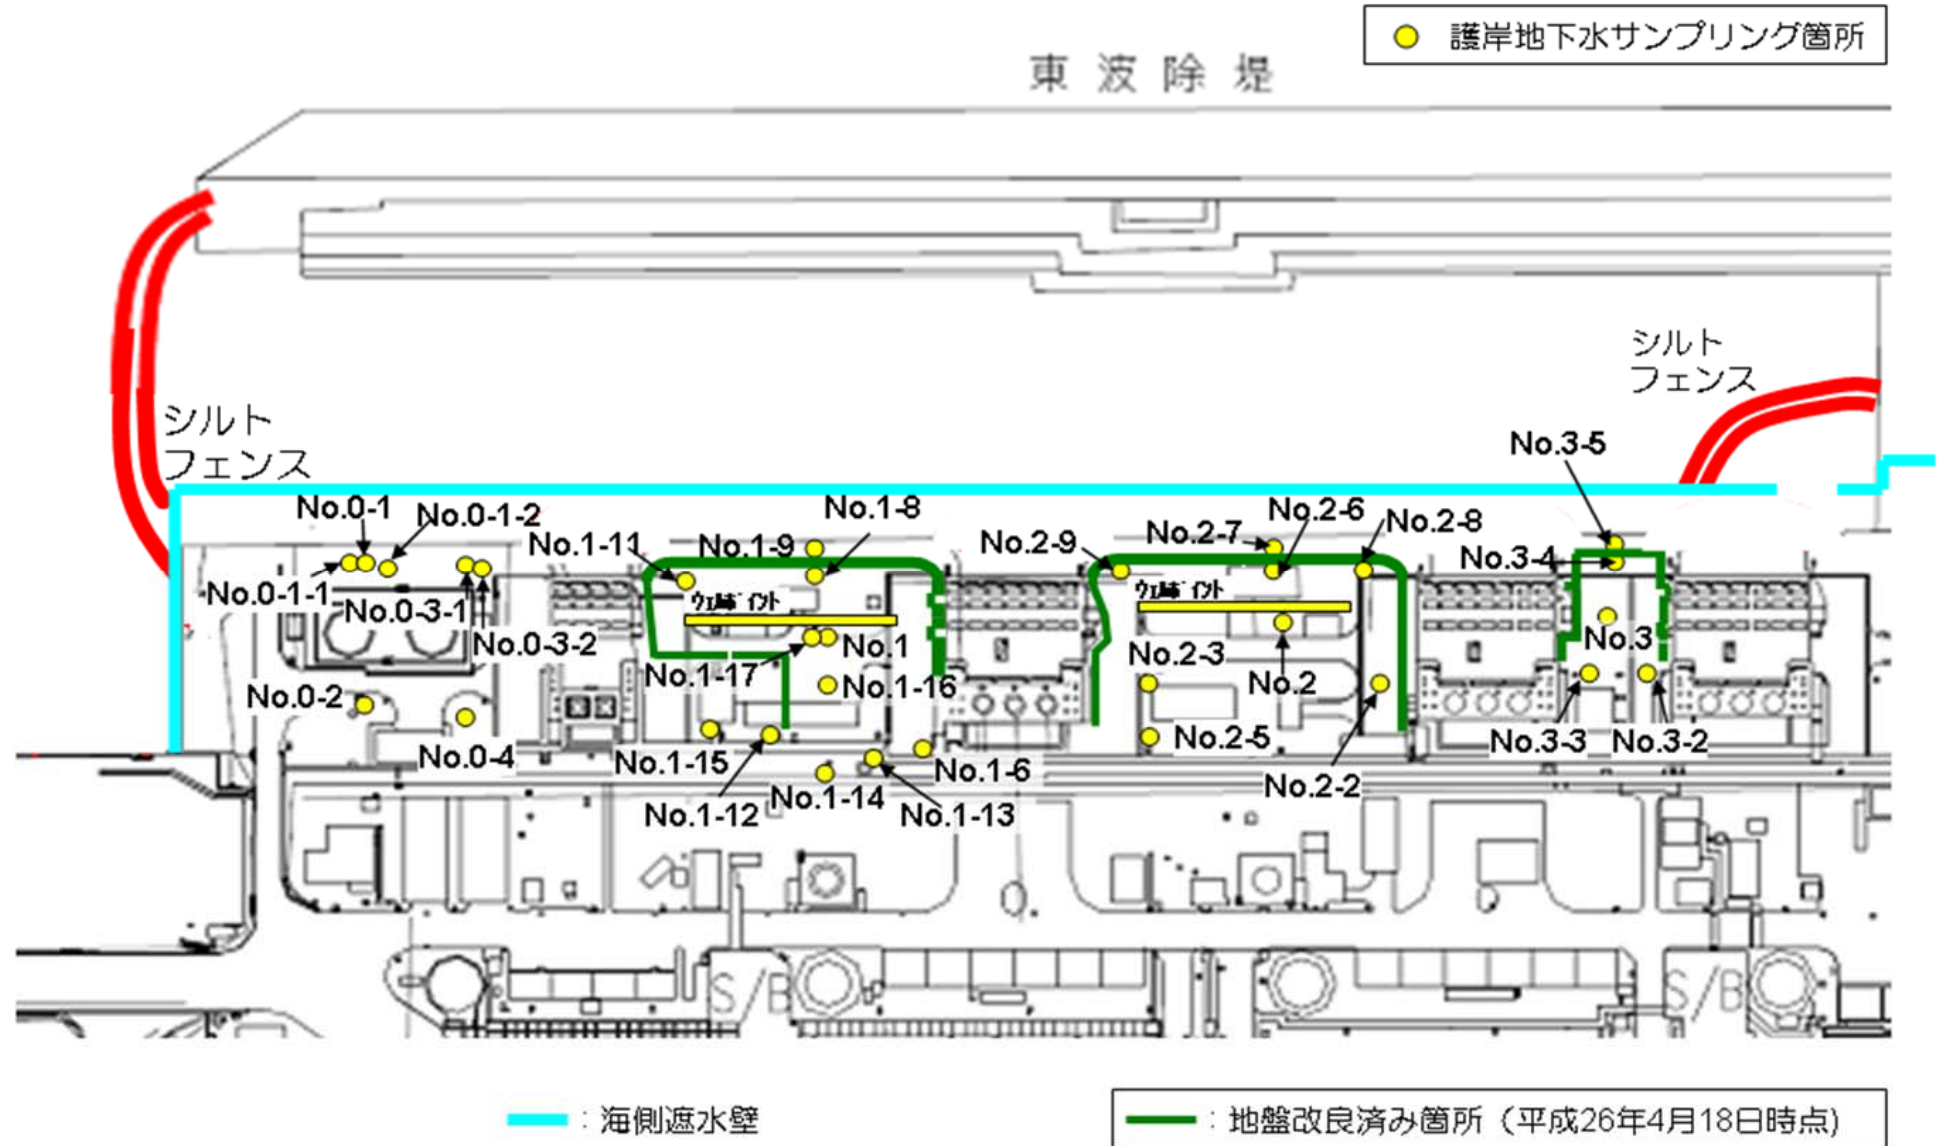 護岸地下水サンプリング箇所
東波除堤
シルト
フェンス
シルト
フェンス
No.3-5
No.0-1
No.0-1-2
No.1-8
No.2-6
No.2-7
No.2-8
No.1-11
No.1-9
No.2-9
No.3-4
No.0-1-1
No.0-3-1
ウェルポイント
ウェルポイント
No.0-3-2
No.1
No.3
No.1-17
No.1-16
No.2-3
No.2
No.0-2
No.2-5
No.3-3
No.3-2
No.0-4
No.1-15
No.1-6
No.2-2
No.1-14
No.1-12
No.1-13
S/B
S/B
：海側遮水壁
：地盤改良済み箇所（平成26年4月18日時点)